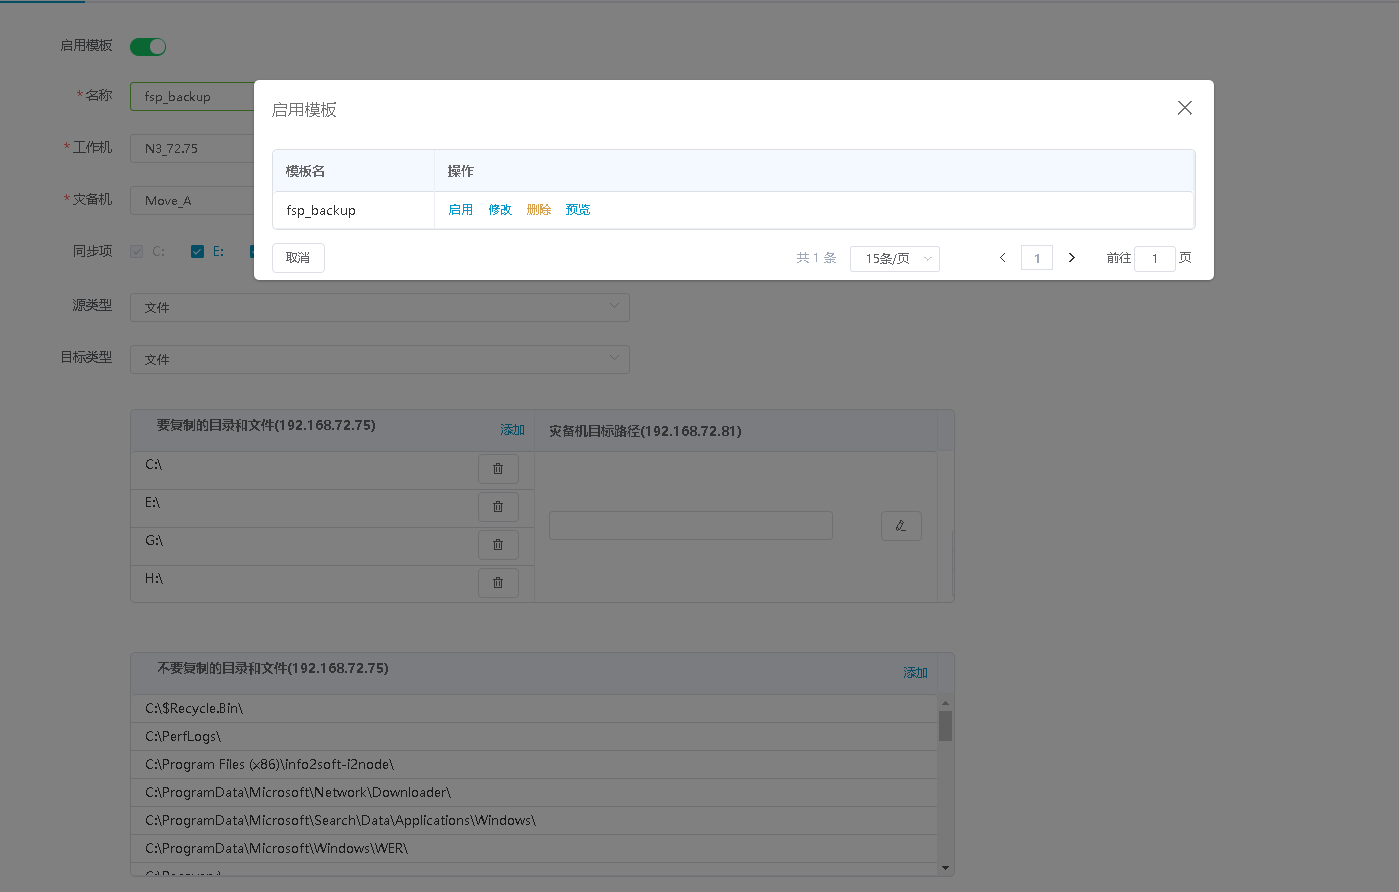 启用模板
*名称 fsp_backup
启用模板
模板名 操作
fsp_backup 启用 修改 删除 预览
取消 共 1 条 15条/页 1 前往 1 页
*工作机 N3_72.75
*灾备机 Move_A
同步项 C: E:
源类型 文件
目标类型 文件
要复制的目录和文件(192.168.72.75) 添加 灾备机目标路径(192.168.72.81)
C:\
E:\
G:\
H:\
不要复制的目录和文件(192.168.72.75) 添加
C:\$Recycle.Bin\
C:\PerfLogs\
C:\Program Files (x86)\info2soft-i2node\
C:\ProgramData\Microsoft\Network\Downloader\
C:\ProgramData\Microsoft\Search\Data\Applications\Windows\
C:\ProgramData\Microsoft\Windows\WER\